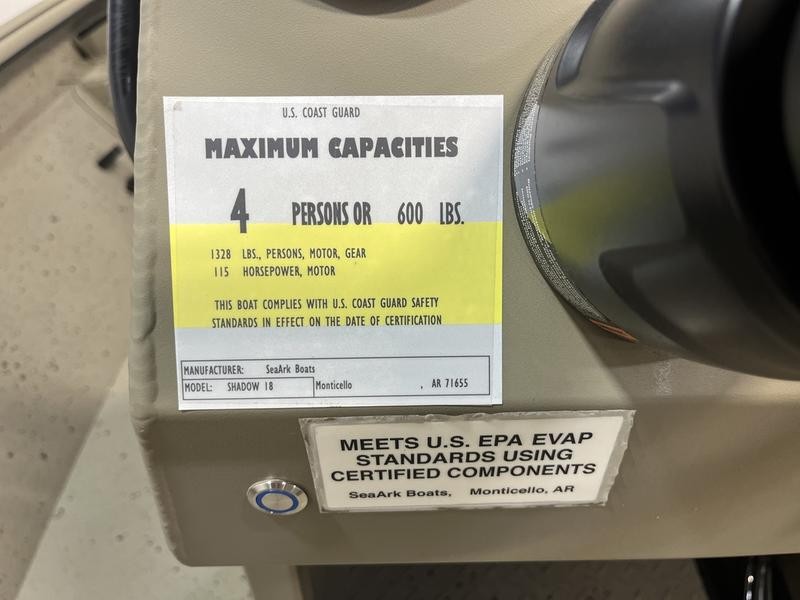 U.S. COAST GUARD
MAXIMUM CAPACITIES
4 PERSONS OR 600 LBS.
1328 LBS., PERSONS, MOTOR, GEAR
115 HORSEPOWER, MOTOR
THIS BOAT COMPLIES WITH U.S. COAST GUARD SAFETY
STANDARDS IN EFFECT ON THE DATE OF CERTIFICATION
MANUFACTURER: SeaArk Boats
MODEL: SHADOW 18 Monticello , AR 71655
MEETS U.S. EPA EVAP
STANDARDS USING
CERTIFIED COMPONENTS
SeaArk Boats, Monticello, AR